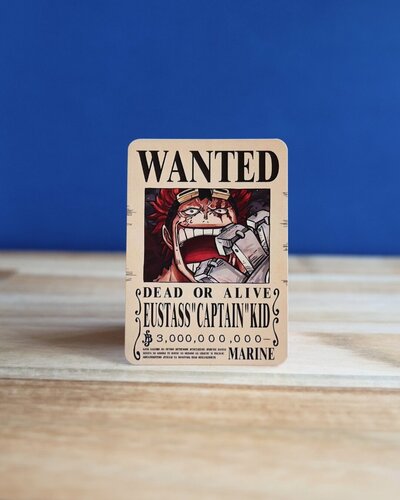 WANTED
DEAD OR ALIVE
EUSTASS"CAPTAIN"KID
฿3,000,000,000—
MARINE